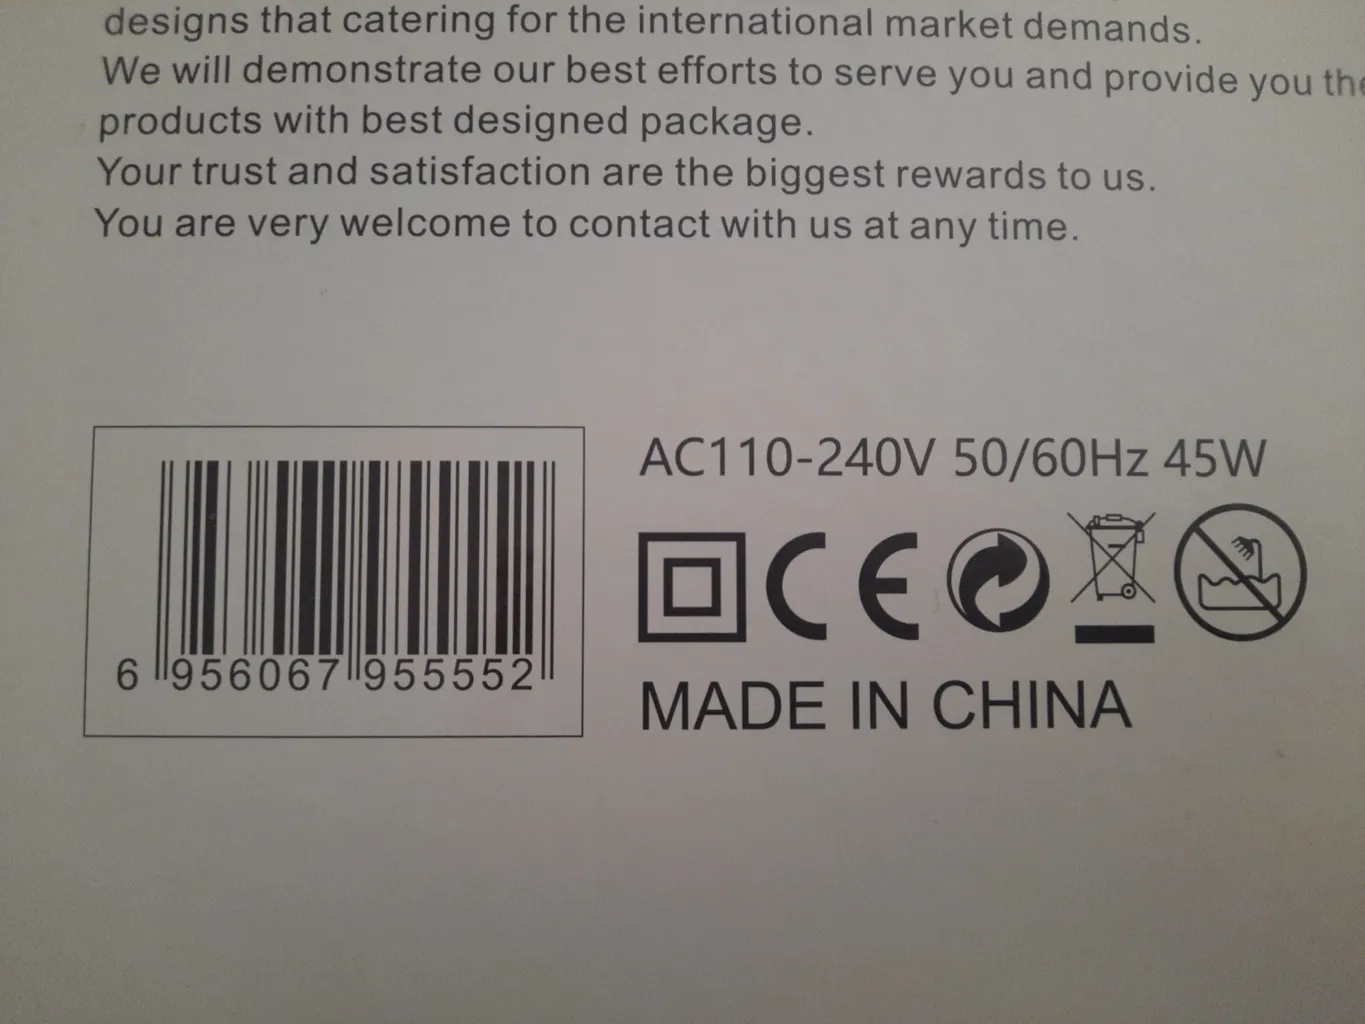 designs that catering for the international market demands.
We will demonstrate our best efforts to serve you and provide you the
products with best designed package.
Your trust and satisfaction are the biggest rewards to us.
You are very welcome to contact with us at any time.
AC110-240V 50/60Hz 45W
CE
6 956067 955552
MADE IN CHINA